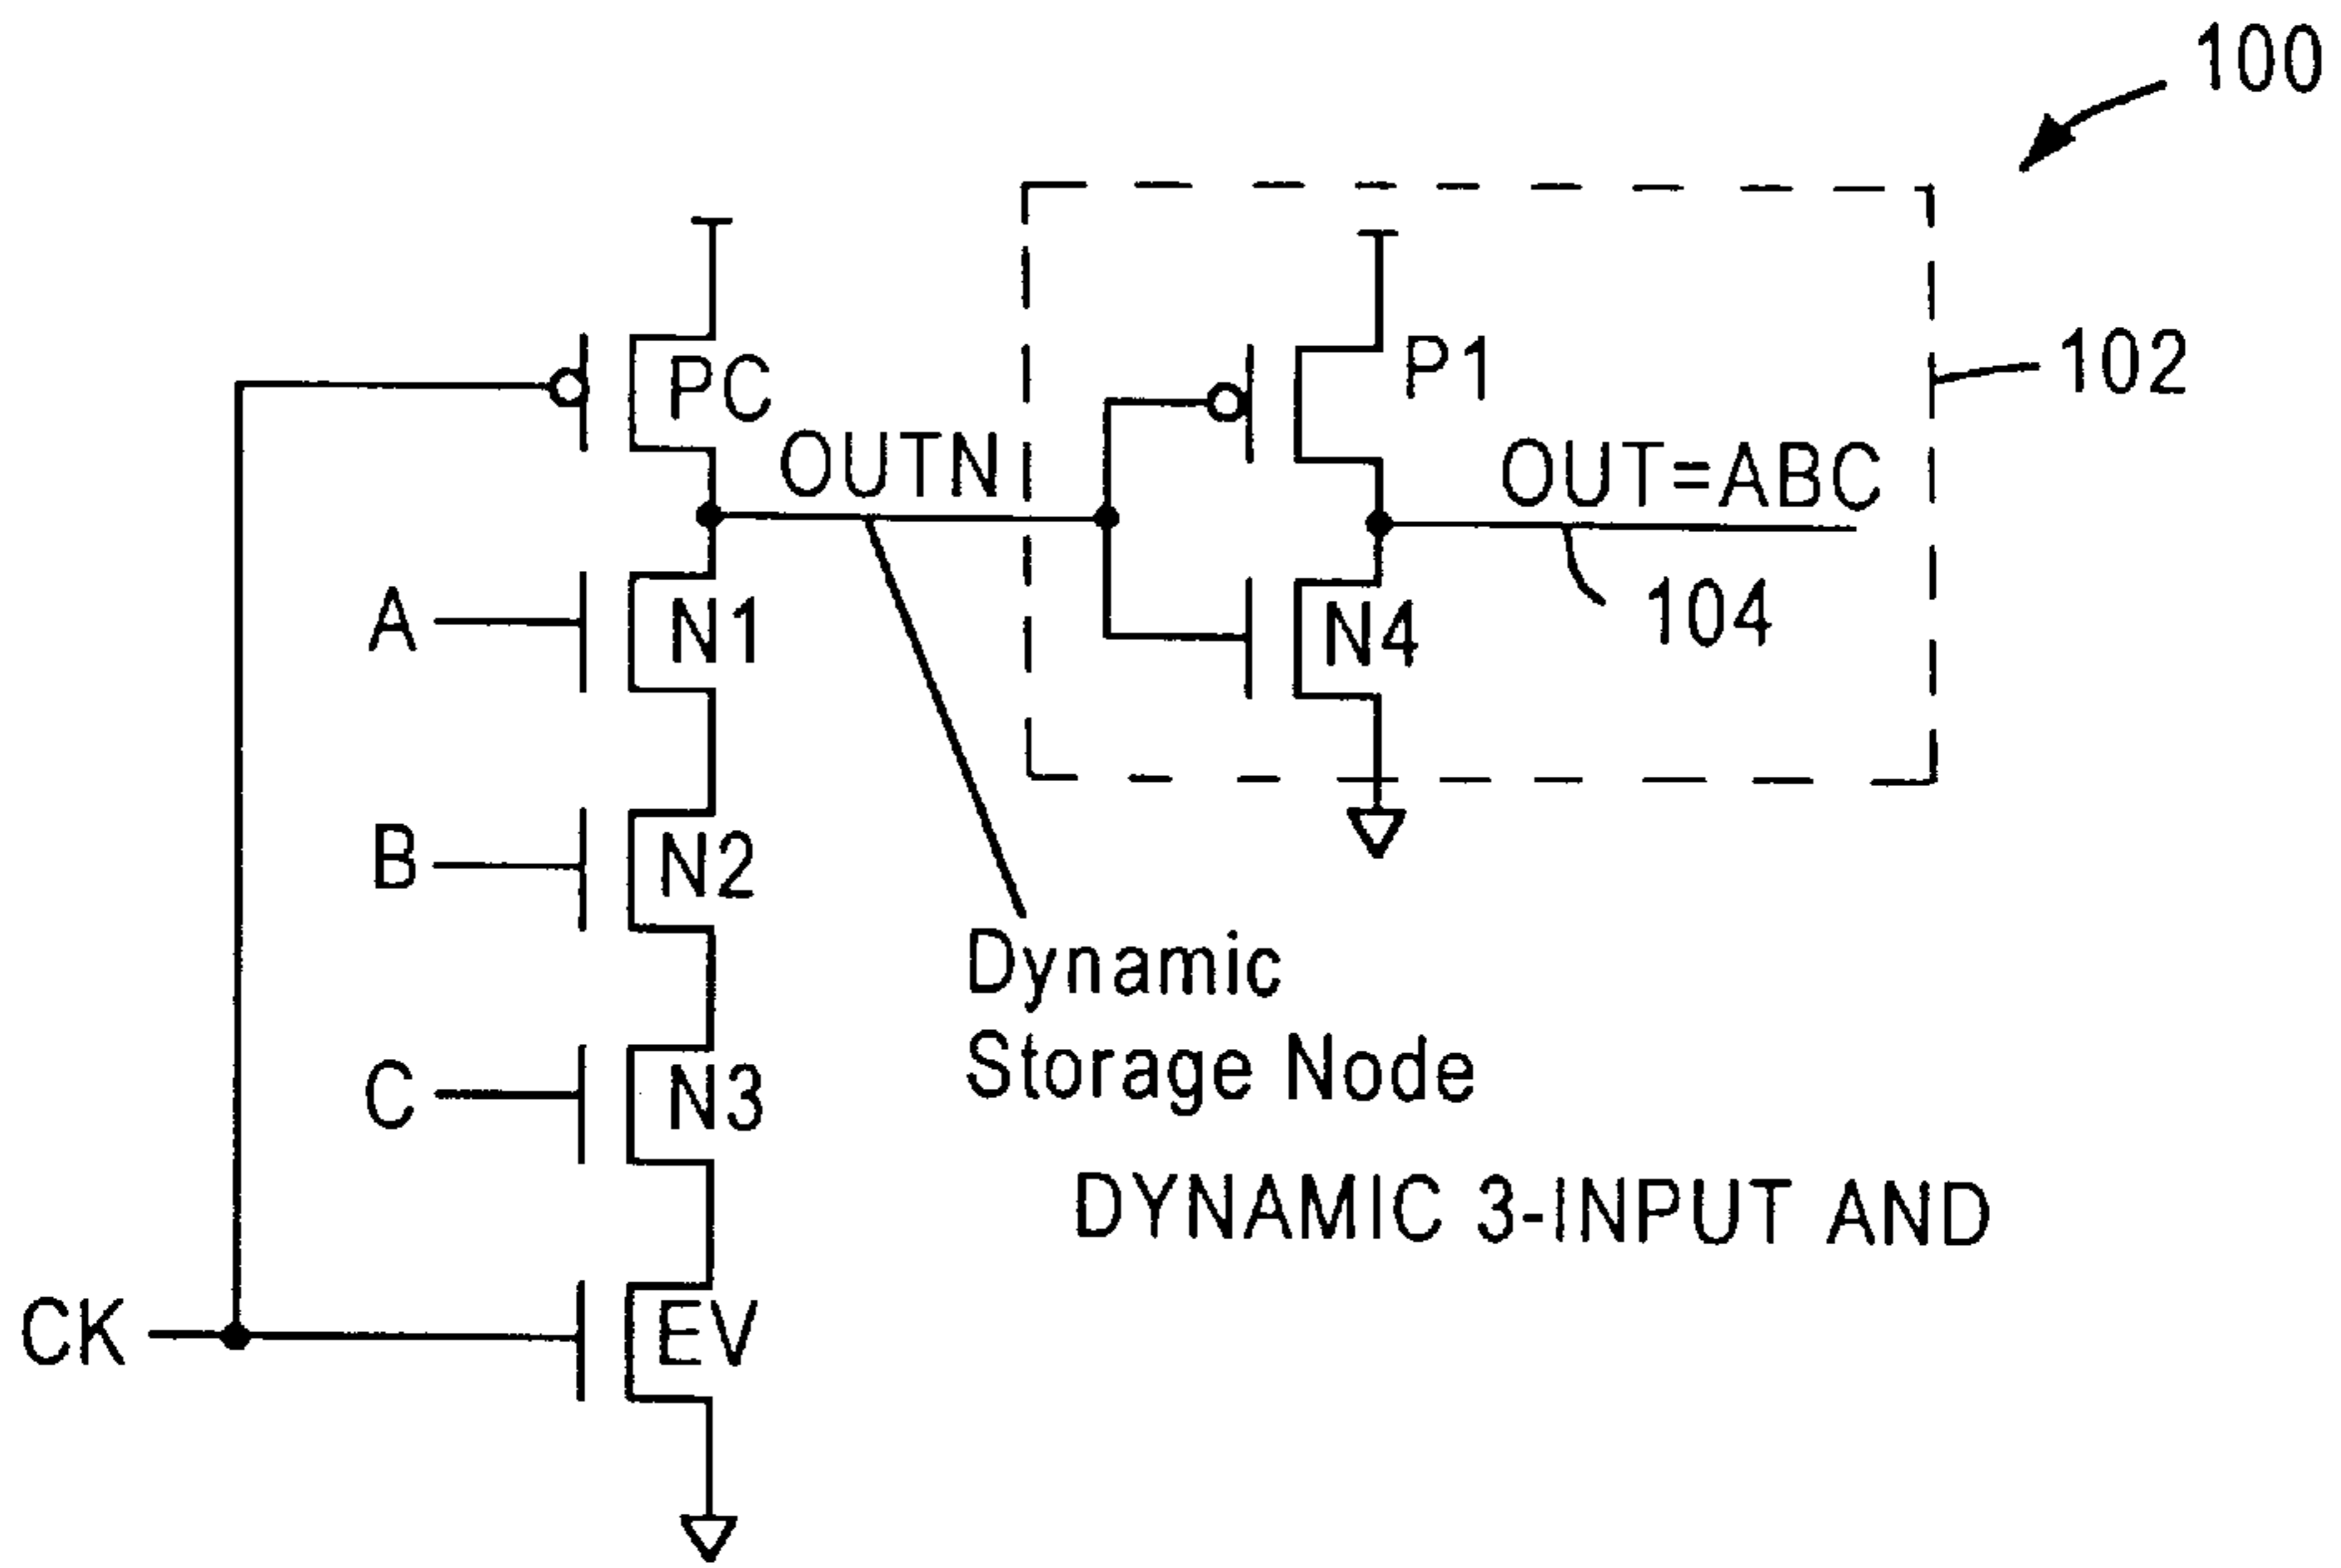 100
102
PC
P1
OUTN
OUT=ABC
104
A
N1
N4
B
N2
Dynamic
Storage Node
C
N3
DYNAMIC 3-INPUT AND
CK
EV